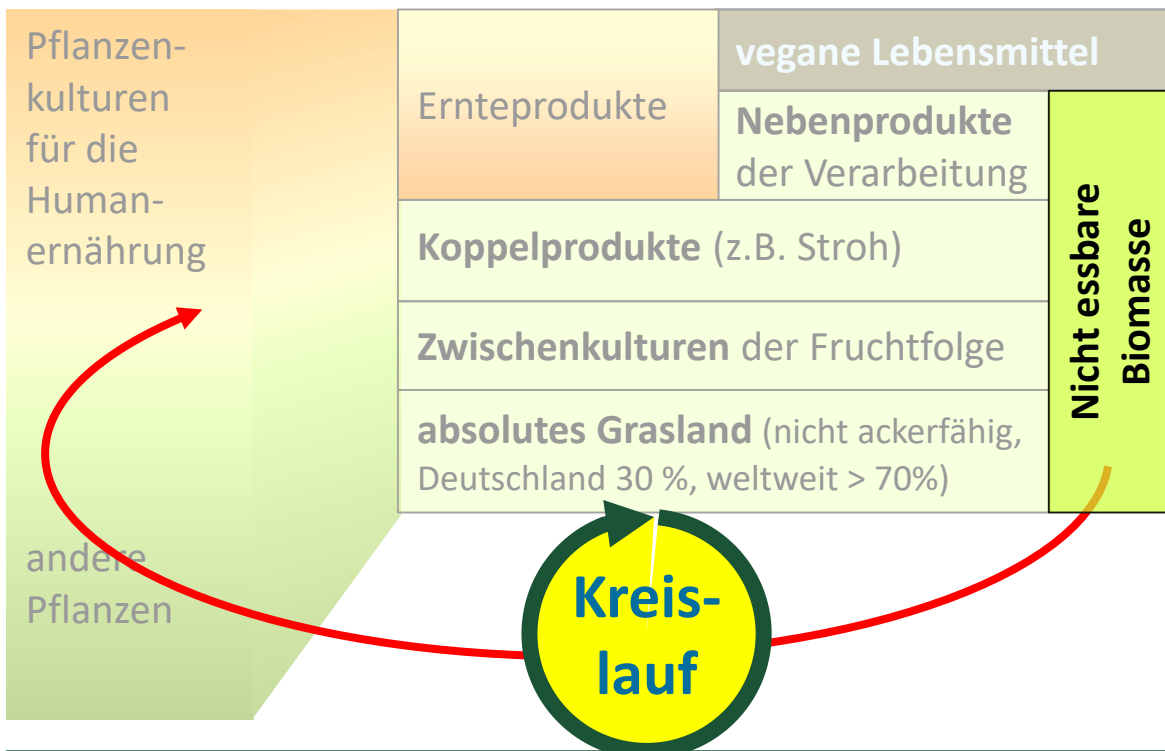 Pflanzen-
kulturen
für die
Human-
ernährung
andere
Pflanzen
Ernteprodukte
vegane Lebensmittel
Nebenprodukte
der Verarbeitung
Koppelprodukte (z.B. Stroh)
Zwischenkulturen der Fruchtfolge
absolutes Grasland (nicht ackerfähig,
Deutschland 30 %, weltweit > 70%)
Nicht essbare
Biomasse
Kreis-
lauf